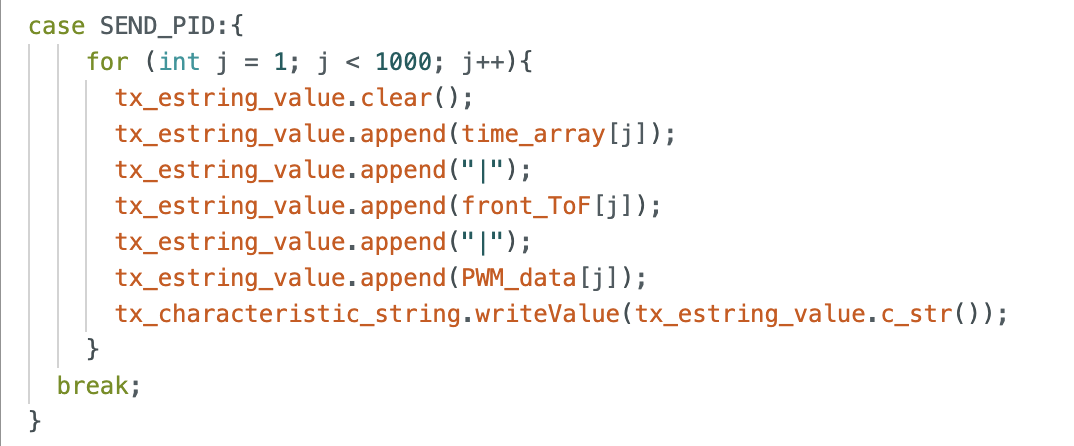 case SEND_PID:{
for (int j = 1; j < 1000; j++){
tx_estring_value.clear();
tx_estring_value.append(time_array[j]);
tx_estring_value.append("|");
tx_estring_value.append(front_ToF[j]);
tx_estring_value.append("|");
tx_estring_value.append(PWM_data[j]);
tx_characteristic_string.writeValue(tx_estring_value.c_str());
}
break;
}